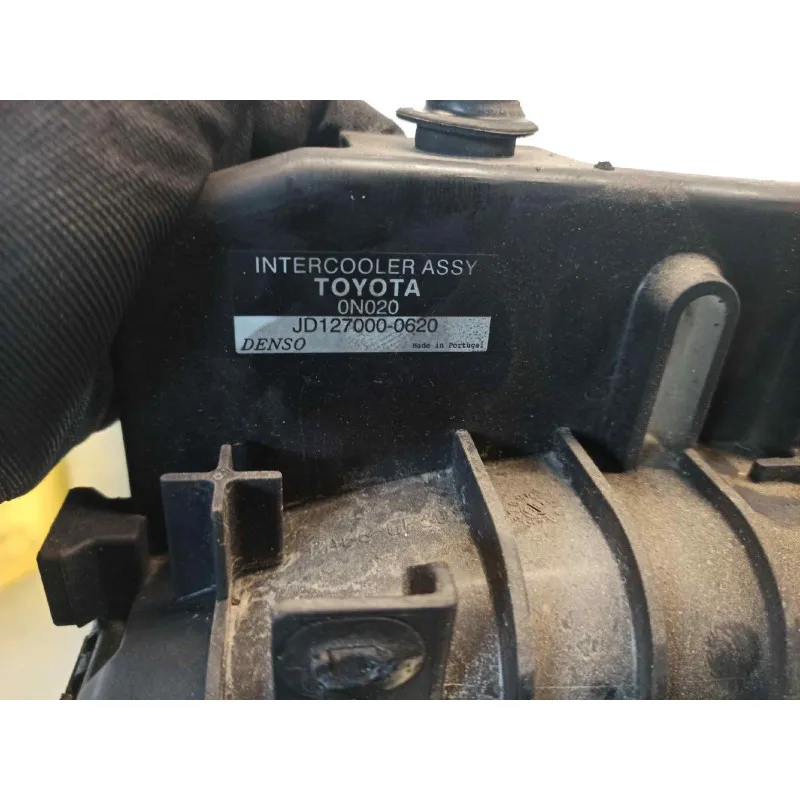 INTERCOOLER ASSY
TOYOTA
0N020
JD127000-0620
DENSO Made in Portugal